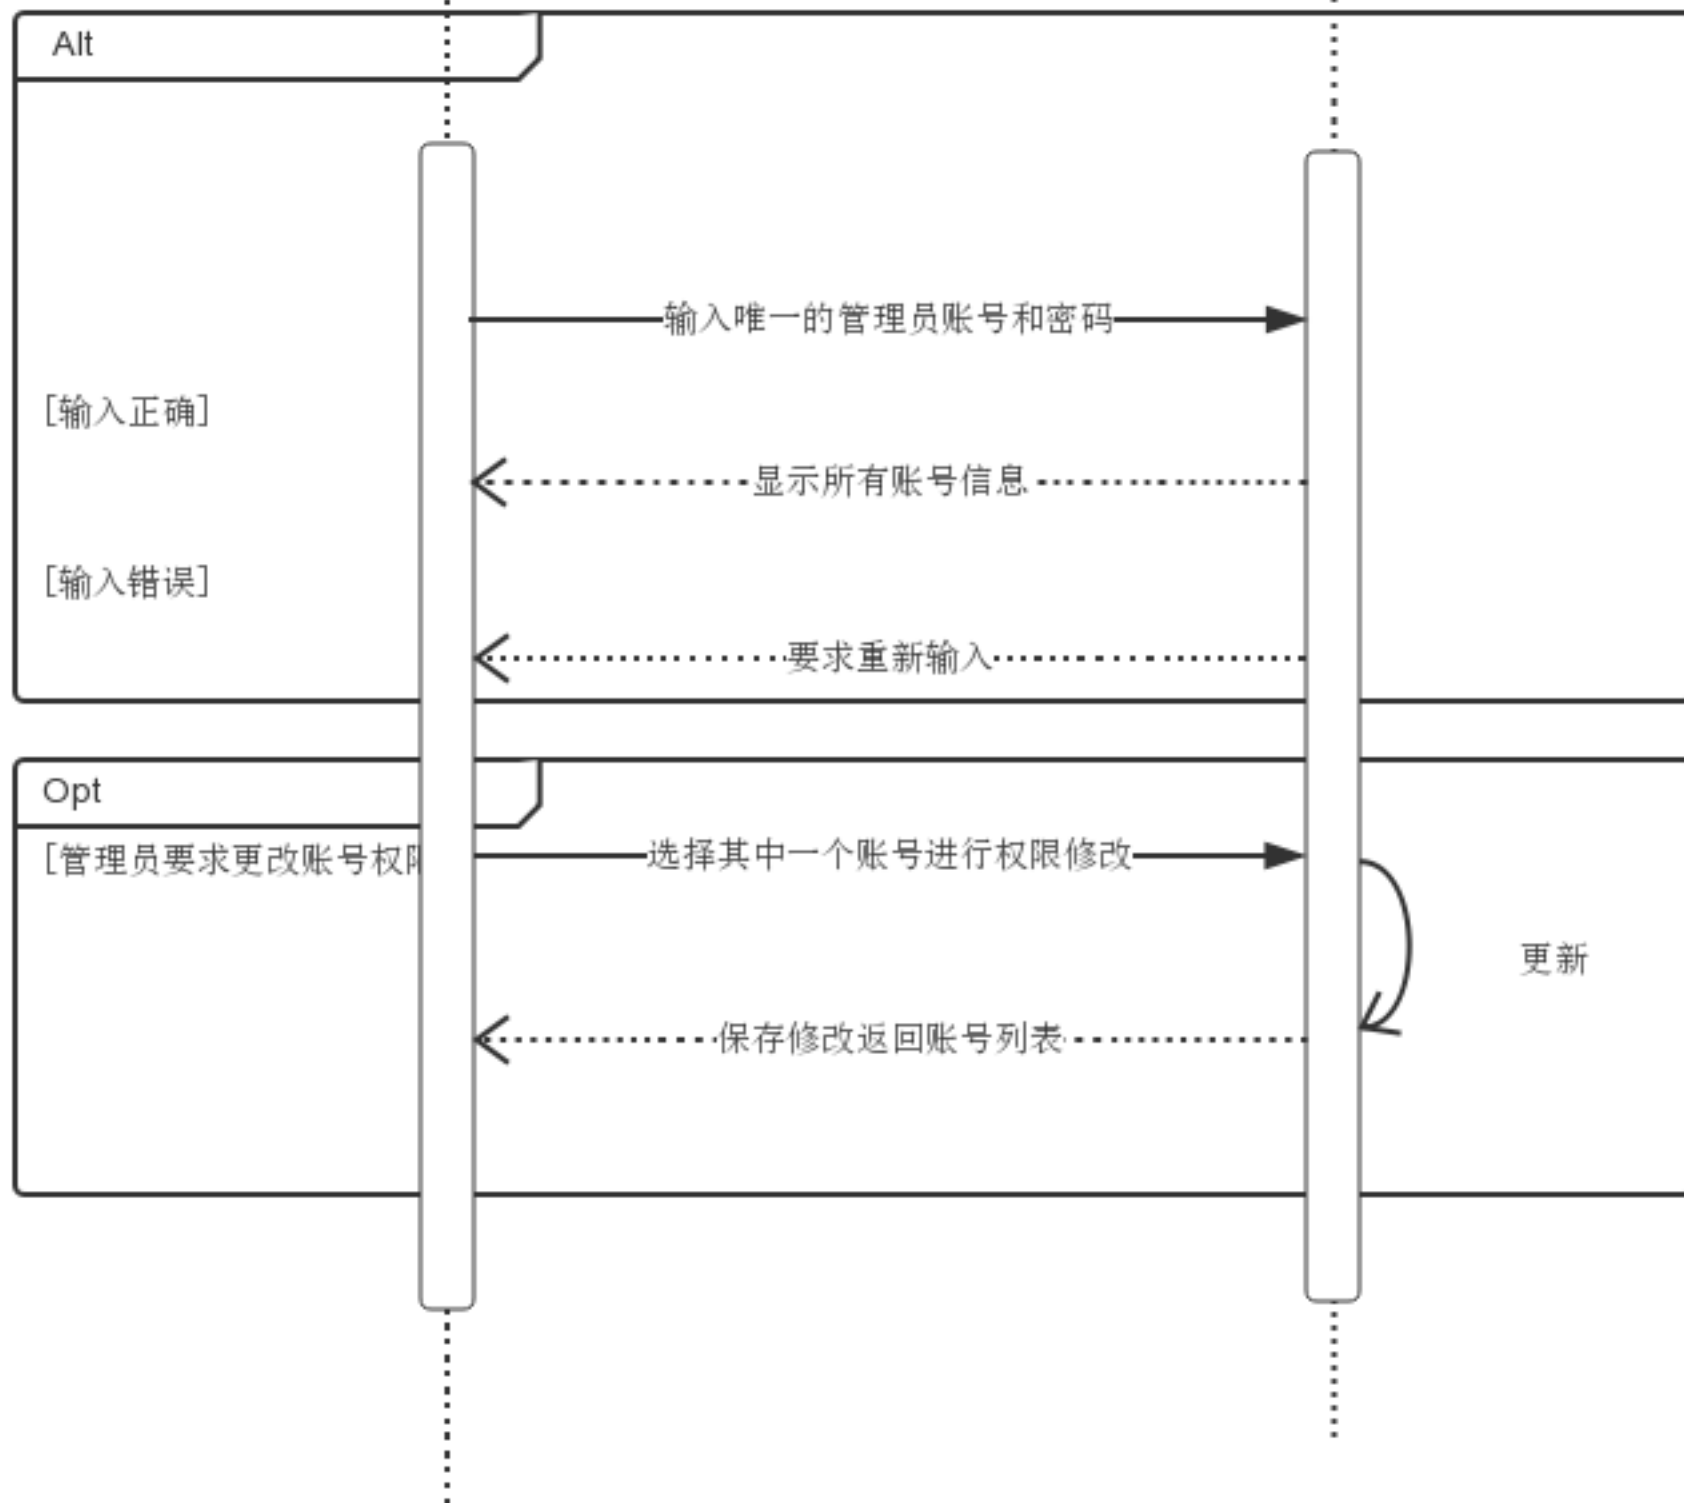 Alt
输入唯一的管理员账号和密码
[输入正确]
显示所有账号信息
[输入错误]
要求重新输入
Opt
[管理员要求更改账号权
选择其中一个账号进行权限修改
更新
保存修改返回账号列表